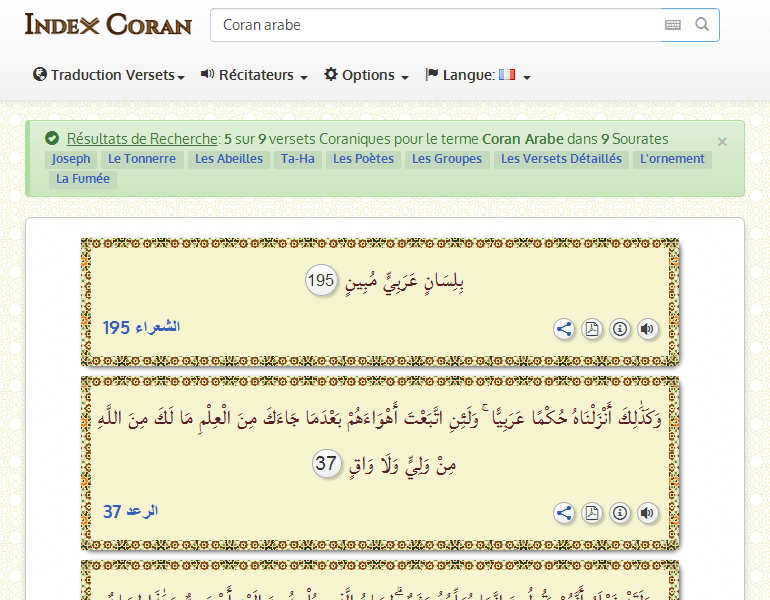 INDEX CORAN
Coran arabe
Traduction Versets Récitateurs Options Langue:
Résultats de Recherche: 5 sur 9 versets Coraniques pour le terme Coran Arabe dans 9 Sourates ×
Joseph Le Tonnerre Les Abeilles Ta-Ha Les Poètes Les Groupes Les Versets Détaillés L'ornement
La Fumée
بِلِسَانٍ عَرَبِيٍّ مُبِينٍ 195
الشعراء 195
وَكَذَٰلِكَ أَنْزَلْنَاهُ حُكْمًا عَرَبِيًّا ۚ وَلَئِنِ اتَّبَعْتَ أَهْوَاءَهُمْ بَعْدَمَا جَاءَكَ مِنَ الْعِلْمِ مَا لَكَ مِنَ اللَّهِ
مِنْ وَلِيٍّ وَلَا وَاقٍ 37
الرعد 37